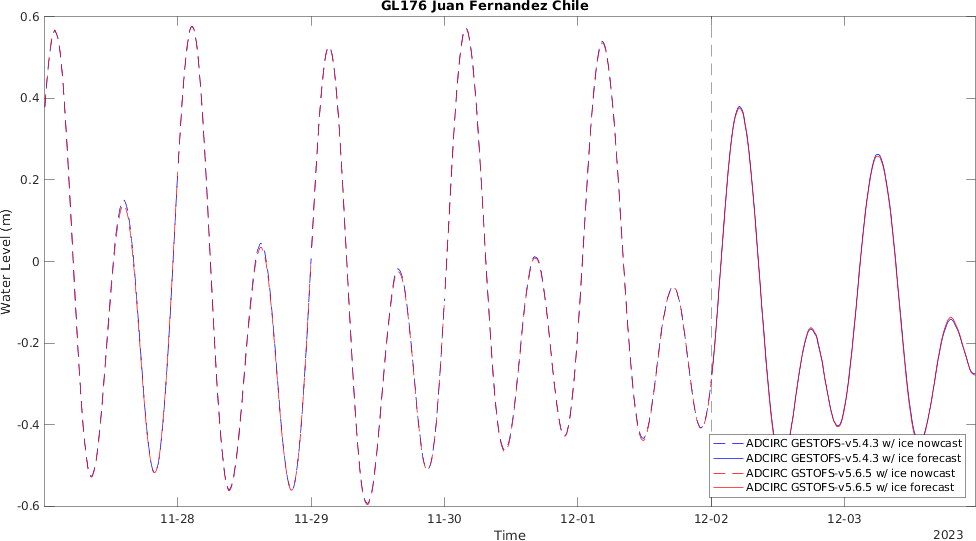 GL176 Juan Fernandez Chile
0.6
0.4
0.2
0
-0.2
-0.4
-0.6
Water Level (m)
11-28
11-29
11-30
12-01
12-02
12-03
Time
2023
ADCIRC GESTOFS-v5.4.3 w/ ice nowcast
ADCIRC GESTOFS-v5.4.3 w/ ice forecast
ADCIRC GSTOFS-v5.6.5 w/ ice nowcast
ADCIRC GSTOFS-v5.6.5 w/ ice forecast